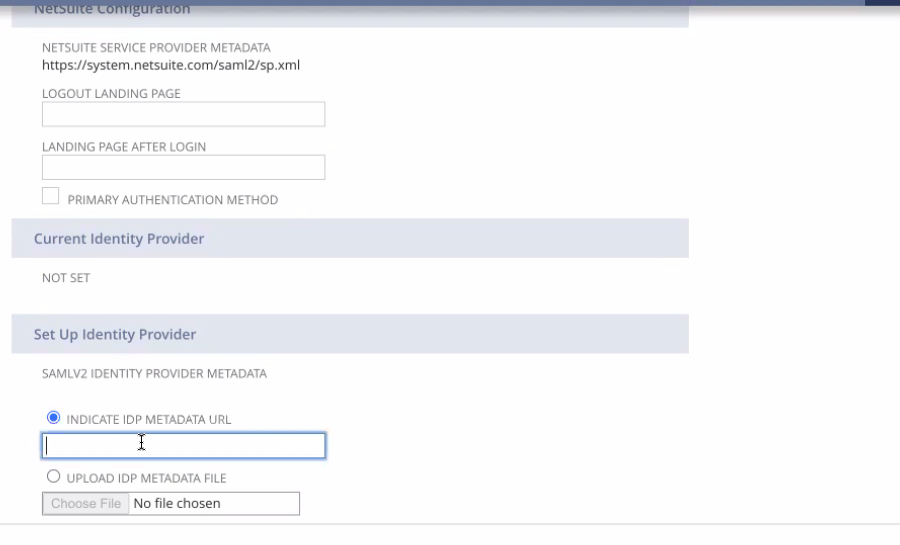 NetSuite Configuration
NETSUITE SERVICE PROVIDER METADATA
https://system.netsuite.com/saml2/sp.xml
LOGOUT LANDING PAGE
LANDING PAGE AFTER LOGIN
PRIMARY AUTHENTICATION METHOD
Current Identity Provider
NOT SET
Set Up Identity Provider
SAMLV2 IDENTITY PROVIDER METADATA
INDICATE IDP METADATA URL
UPLOAD IDP METADATA FILE
Choose File No file chosen